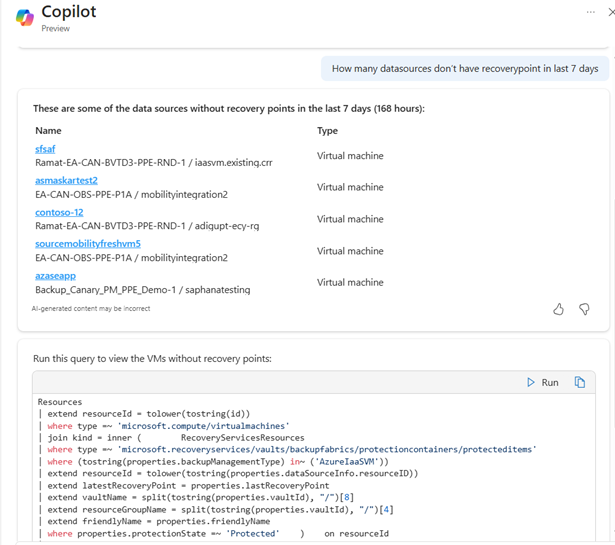 Copilot
Preview
How many datasources don't have recoverypoint in last 7 days
These are some of the data sources without recovery points in the last 7 days (168 hours):
Name Type
sfsaf
Ramat-EA-CAN-BVTD3-PPE-RND-1 / iaasvm.existing.crr Virtual machine
asmaskartest2
EA-CAN-OBS-PPE-P1A / mobilityintegration2 Virtual machine
contoso-12
Ramat-EA-CAN-BVTD3-PPE-RND-1 / adigupt-ecy-rg Virtual machine
sourcemobilityfreshvm5
EA-CAN-OBS-PPE-P1A / mobilityintegration2 Virtual machine
azaseapp
Backup_Canary_PM_PPE_Demo-1 / saphanatesting Virtual machine
AI-generated content may be incorrect
Run this query to view the VMs without recovery points:
Run
Resources
| extend resourceId = tolower(tostring(id))
| where type =~ 'microsoft.compute/virtualmachines'
| join kind = inner ( RecoveryServicesResources
| where type =~ 'microsoft.recoveryservices/vaults/backupfabrics/protectioncontainers/protecteditems'
| where (tostring(properties.backupManagementType) in~ ('AzureIaaSVM'))
| extend resourceId = tolower(tostring(properties.dataSourceInfo.resourceID))
| extend latestRecoveryPoint = properties.lastRecoveryPoint
| extend vaultName = split(tostring(properties.vaultId), "/")[8]
| extend resourceGroupName = split(tostring(properties.vaultId), "/")[4]
| extend friendlyName = properties.friendlyName
| where properties.protectionState =~ 'Protected' ) on resourceId